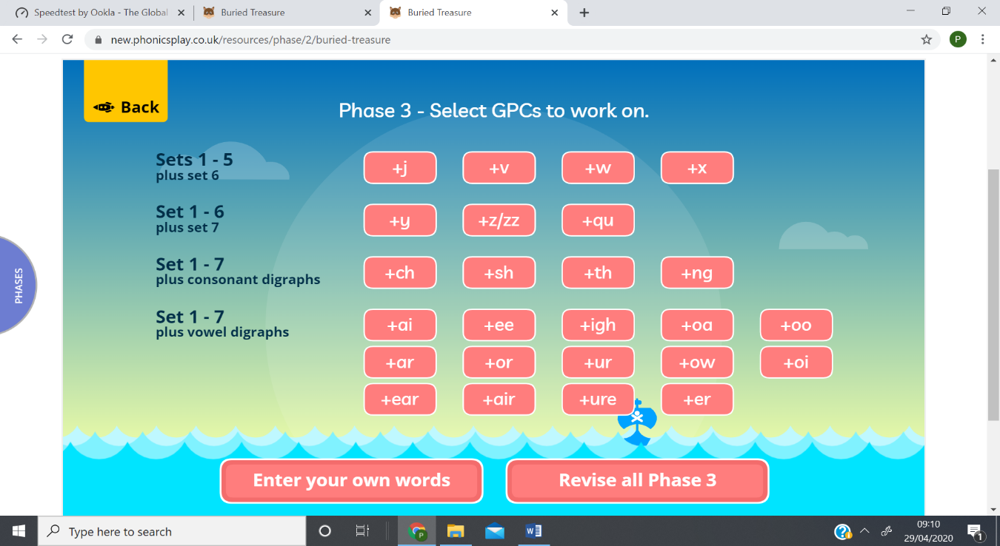 Speedtest by Ookla - The Global
Buried Treasure
Buried Treasure
new.phonicsplay.co.uk/resources/phase/2/buried-treasure
P
Back
Phase 3 - Select GPCs to work on.
Sets 1 - 5
plus set 6
+j +v +w +x
Set 1 - 6
plus set 7
+y +z/zz +qu
Set 1 - 7
plus consonant digraphs
+ch +sh +th +ng
Set 1 - 7
plus vowel digraphs
+ai +ee +igh +oa +oo
+ar +or +ur +ow +oi
+ear +air +ure +er
PHASES
Enter your own words
Revise all Phase 3
Type here to search
P
W
?
09:10
29/04/2020
1